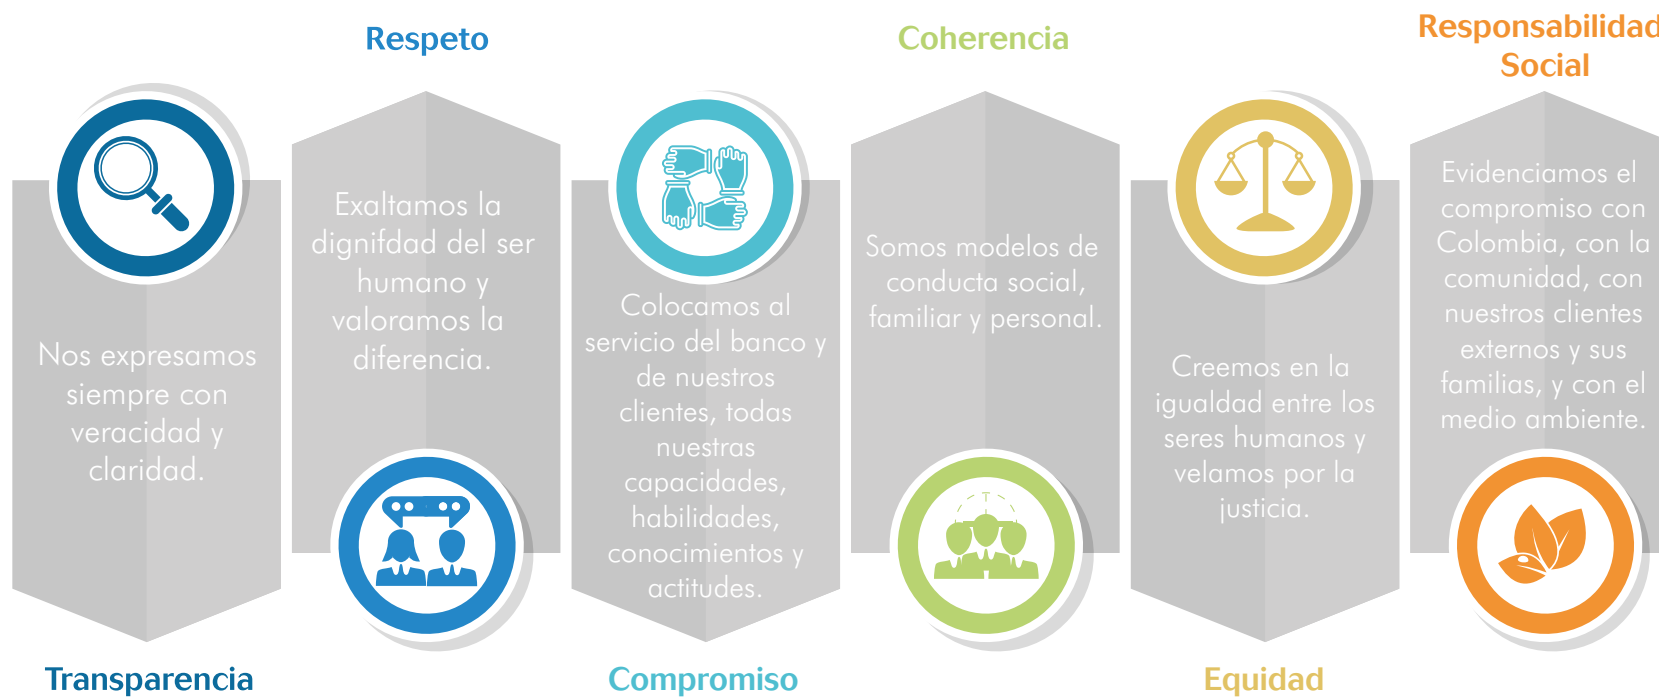 Nos expresamos
siempre con
veracidad y
claridad.
Transparencia
Respeto
Exaltamos la
dignifdad del ser
humano y
valoramos la
diferencia.
Colocamos al
servicio del banco y
de nuestros
clientes, todas
nuestras
capacidades,
habilidades,
conocimientos y
actitudes.
Compromiso
Coherencia
Somos modelos de
conducta social,
familiar y personal.
Creemos en la
igualdad entre los
seres humanos y
velamos por la
justicia.
Equidad
Responsabilidad
Social
Evidenciamos el
compromiso con
Colombia, con la
comunidad, con
nuestros clientes
externos y sus
familias, y con el
medio ambiente.